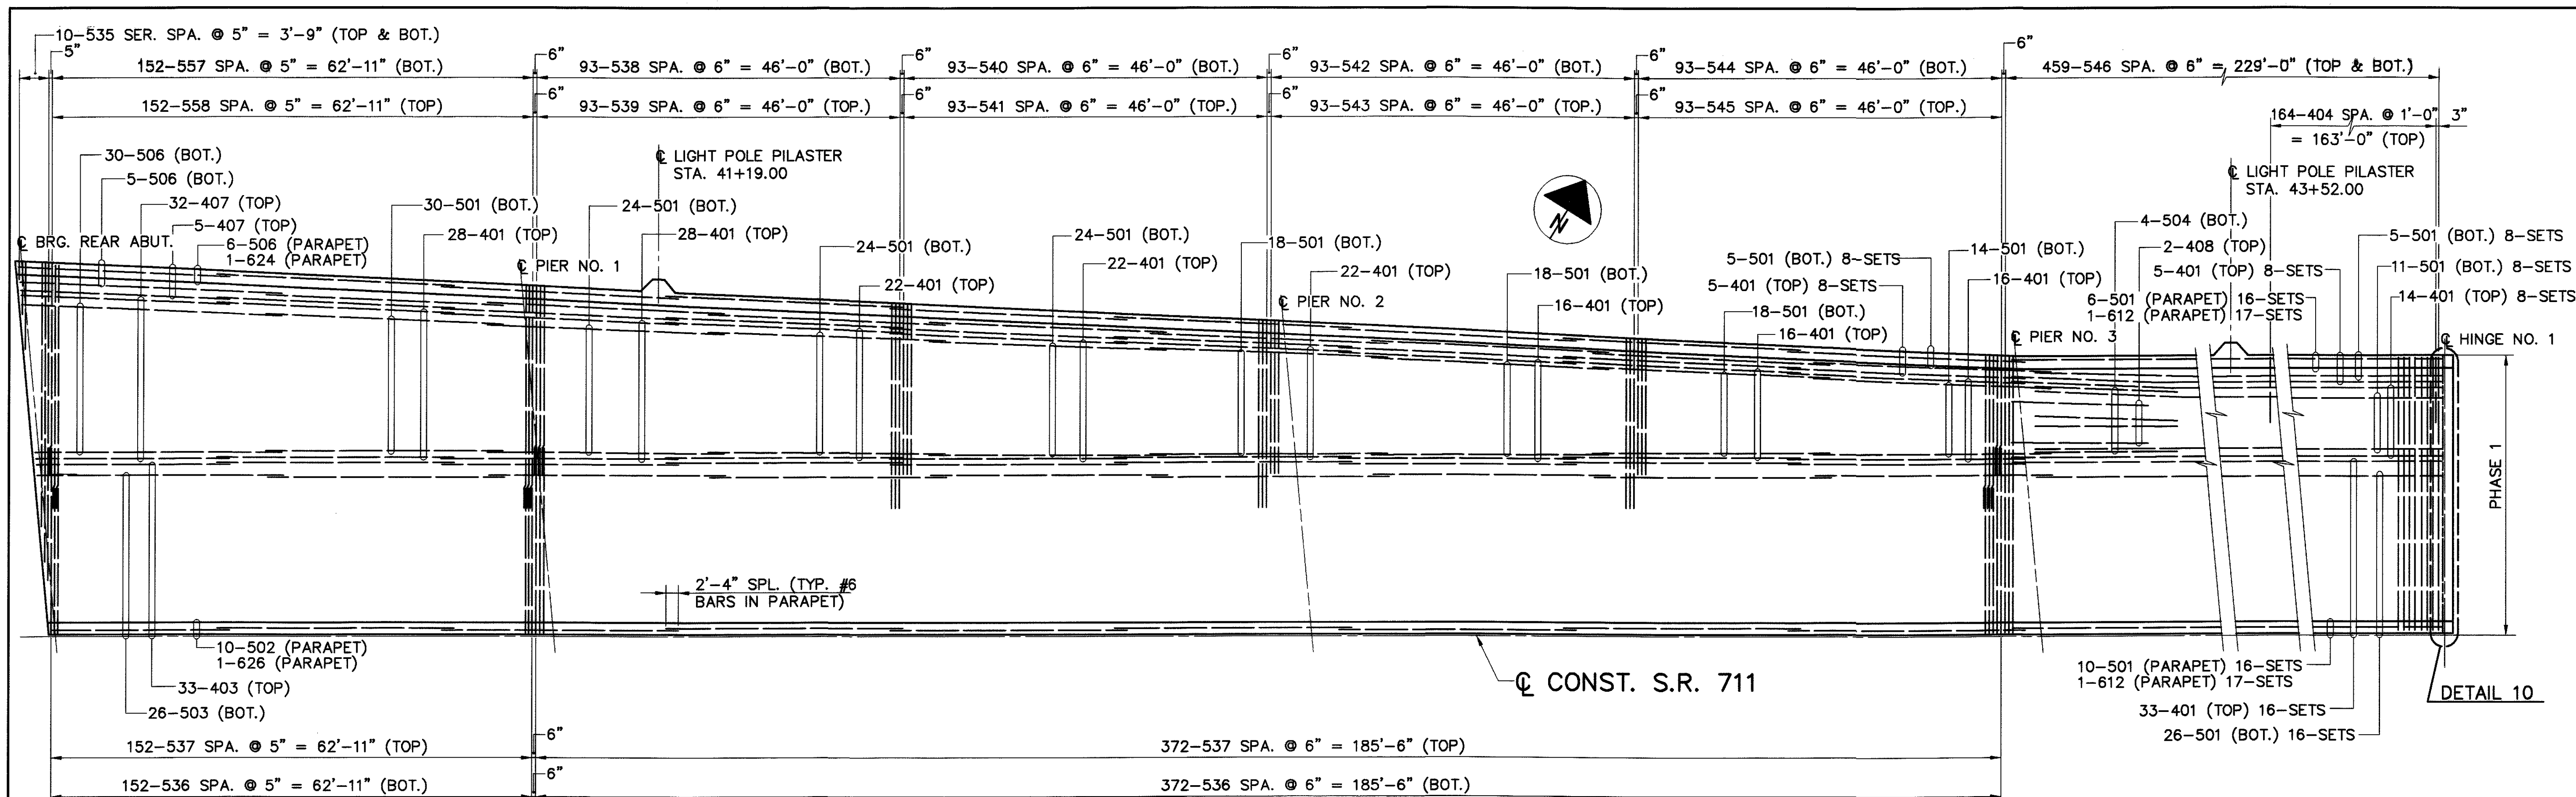 10-535 SER. SPA. @ 5" = 3'-9" (TOP & BOT.)
5"
152-557 SPA. @ 5" = 62'-11" (BOT.)
6"
93-538 SPA. @ 6" = 46'-0" (BOT.)
6"
93-540 SPA. @ 6" = 46'-0" (BOT.)
6"
93-542 SPA. @ 6" = 46'-0" (BOT.)
6"
93-544 SPA. @ 6" = 46'-0" (BOT.)
6"
459-546 SPA. @ 6" = 229'-0" (TOP & BOT.)
152-558 SPA. @ 5" = 62'-11" (TOP)
6"
93-539 SPA. @ 6" = 46'-0" (TOP.)
6"
93-541 SPA. @ 6" = 46'-0" (TOP.)
6"
93-543 SPA. @ 6" = 46'-0" (TOP.)
6"
93-545 SPA. @ 6" = 46'-0" (TOP.)
164-404 SPA. @ 1'-0"
= 163'-0" (TOP)
3"
30-506 (BOT.)
5-506 (BOT.)
32-407 (TOP)
5-407 (TOP)
6-506 (PARAPET)
1-624 (PARAPET)
℄ BRG. REAR ABUT.
30-501 (BOT.)
28-401 (TOP)
℄ PIER NO. 1
24-501 (BOT.)
28-401 (TOP)
℄ LIGHT POLE PILASTER
STA. 41+19.00
24-501 (BOT.)
22-401 (TOP)
24-501 (BOT.)
22-401 (TOP)
18-501 (BOT.)
22-401 (TOP)
℄ PIER NO. 2
N
18-501 (BOT.)
16-401 (TOP)
5-501 (BOT.) 8-SETS
5-401 (TOP) 8-SETS
18-501 (BOT.)
16-401 (TOP)
14-501 (BOT.)
16-401 (TOP)
℄ PIER NO. 3
℄ LIGHT POLE PILASTER
STA. 43+52.00
4-504 (BOT.)
2-408 (TOP)
5-401 (TOP) 8-SETS
6-501 (PARAPET) 16-SETS
1-612 (PARAPET) 17-SETS
5-501 (BOT.) 8-SETS
11-501 (BOT.) 8-SETS
14-401 (TOP) 8-SETS
℄ HINGE NO. 1
PHASE 1
2'-4" SPL. (TYP. #6
BARS IN PARAPET)
10-502 (PARAPET)
1-626 (PARAPET)
33-403 (TOP)
26-503 (BOT.)
℄ CONST. S.R. 711
10-501 (PARAPET) 16-SETS
1-612 (PARAPET) 17-SETS
33-401 (TOP) 16-SETS
26-501 (BOT.) 16-SETS
DETAIL 10
152-537 SPA. @ 5" = 62'-11" (TOP)
6"
372-537 SPA. @ 6" = 185'-6" (TOP)
152-536 SPA. @ 5" = 62'-11" (BOT.)
6"
372-536 SPA. @ 6" = 185'-6" (BOT.)